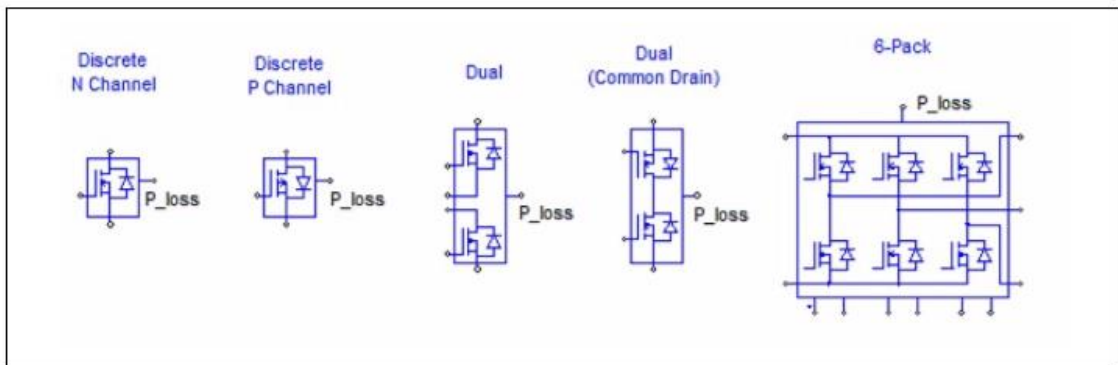 Discrete
N Channel
P_loss
Discrete
P Channel
P_loss
Dual
P_loss
Dual
(Common Drain)
P_loss
6-Pack
P_loss